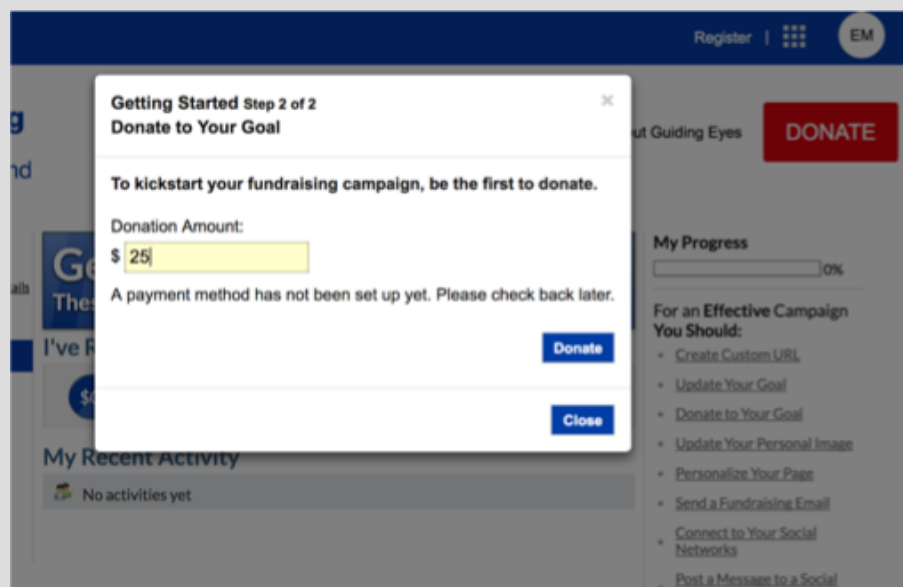 Register | EM
g
nd
ut Guiding Eyes
DONATE
Getting Started Step 2 of 2
×
Donate to Your Goal
To kickstart your fundraising campaign, be the first to donate.
Donation Amount:
$ 25
A payment method has not been set up yet. Please check back later.
Donate
Close
ails
Ge
Thes
I've R
$0
My Recent Activity
No activities yet
My Progress
0%
For an Effective Campaign
You Should:
• Create Custom URL
• Update Your Goal
• Donate to Your Goal
• Update Your Personal Image
• Personalize Your Page
• Send a Fundraising Email
• Connect to Your Social
Networks
• Post a Message to a Social